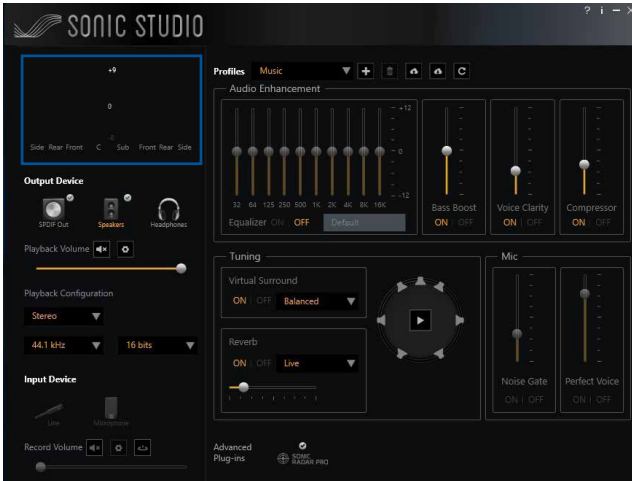 SONIC STUDIO
? i
+9
0
Side Rear Front C Sub Front Rear Side
Output Device
SPDIF Out Speakers Headphones
Playback Volume
Playback Configuration
Stereo
44.1 kHz 16 bits
Input Device
Line Microphone
Record Volume
Profiles Music
Audio Enhancement
+12
-12
32 64 125 250 500 1K 2K 4K 8K 16K
Equalizer ON | OFF Default
Bass Boost
ON | OFF
Voice Clarity
ON | OFF
Compressor
ON | OFF
Tuning
Virtual Surround
ON | OFF Balanced
Reverb
ON | OFF Live
Mic
Noise Gate
ON | OFF
Perfect Voice
ON | OFF
Advanced
Plug-ins
SONIC
RADAR PRO